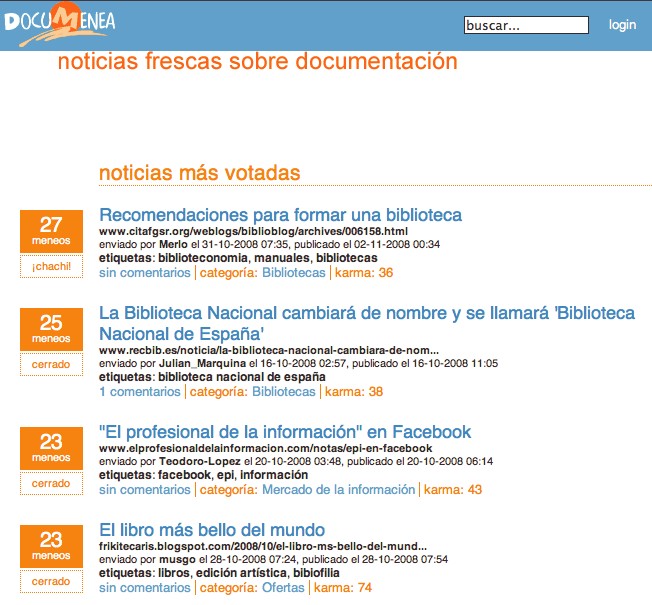 DOCUMENEA
buscar...
login
noticias frescas sobre documentación
noticias más votadas
27
meneos
¡chachi!
Recomendaciones para formar una biblioteca
www.citafgsr.org/weblogs/biblioblog/archives/006158.html
enviado por Merlo el 31-10-2008 07:35, publicado el 02-11-2008 00:34
etiquetas: biblioteconomia, manuales, bibliotecas
sin comentarios | categoría: Bibliotecas | karma: 36
25
meneos
cerrado
La Biblioteca Nacional cambiará de nombre y se llamará 'Biblioteca
Nacional de España'
www.recbib.es/noticia/la-biblioteca-nacional-cambiara-de-nom...
enviado por Julian_Marquina el 16-10-2008 02:57, publicado el 16-10-2008 11:05
etiquetas: biblioteca nacional de españa
1 comentarios | categoría: Bibliotecas | karma: 38
23
meneos
cerrado
"El profesional de la información" en Facebook
www.elprofesionaldelainformacion.com/notas/epi-en-facebook
enviado por Teodoro-Lopez el 20-10-2008 03:48, publicado el 20-10-2008 06:14
etiquetas: facebook, epi, información
sin comentarios | categoría: Mercado de la información | karma: 43
23
meneos
cerrado
El libro más bello del mundo
frikitecaris.blogspot.com/2008/10/el-libro-ms-bello-del-mund...
enviado por musgo el 28-10-2008 07:24, publicado el 28-10-2008 07:54
etiquetas: libros, edición artística, bibiofilia
sin comentarios | categoría: Ofertas | karma: 74